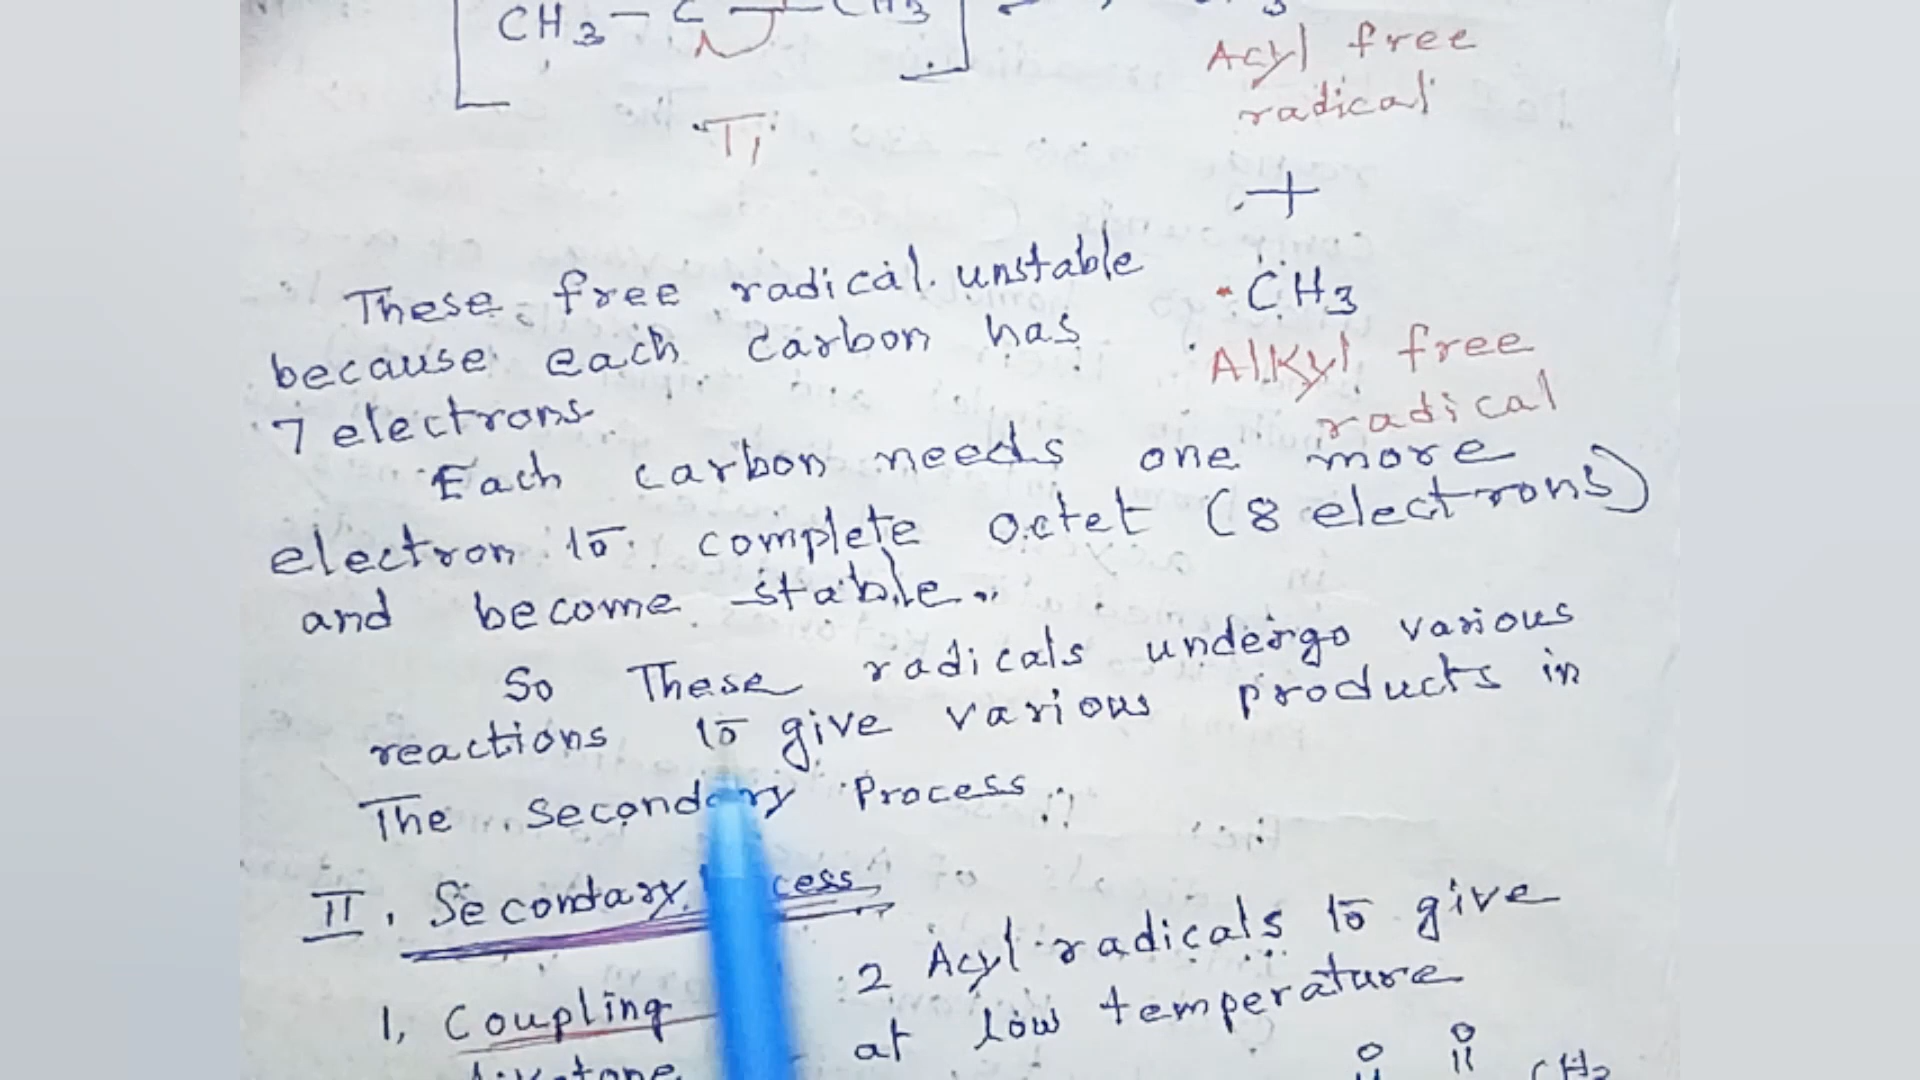 CH3 - C - CH3
Acyl free
radical
T1
+
These free radical unstable
·CH3
because each carbon has
Alkyl free
radical
7 electrons
Each carbon needs one more
electron to complete octet (8 electrons)
and become stable.
So These radicals undergo various
reactions to give various products in
The Secondary Process.
II. Secondary cess
1, Coupling 2 Acyl radicals to give
at low temperature
O O
CH3